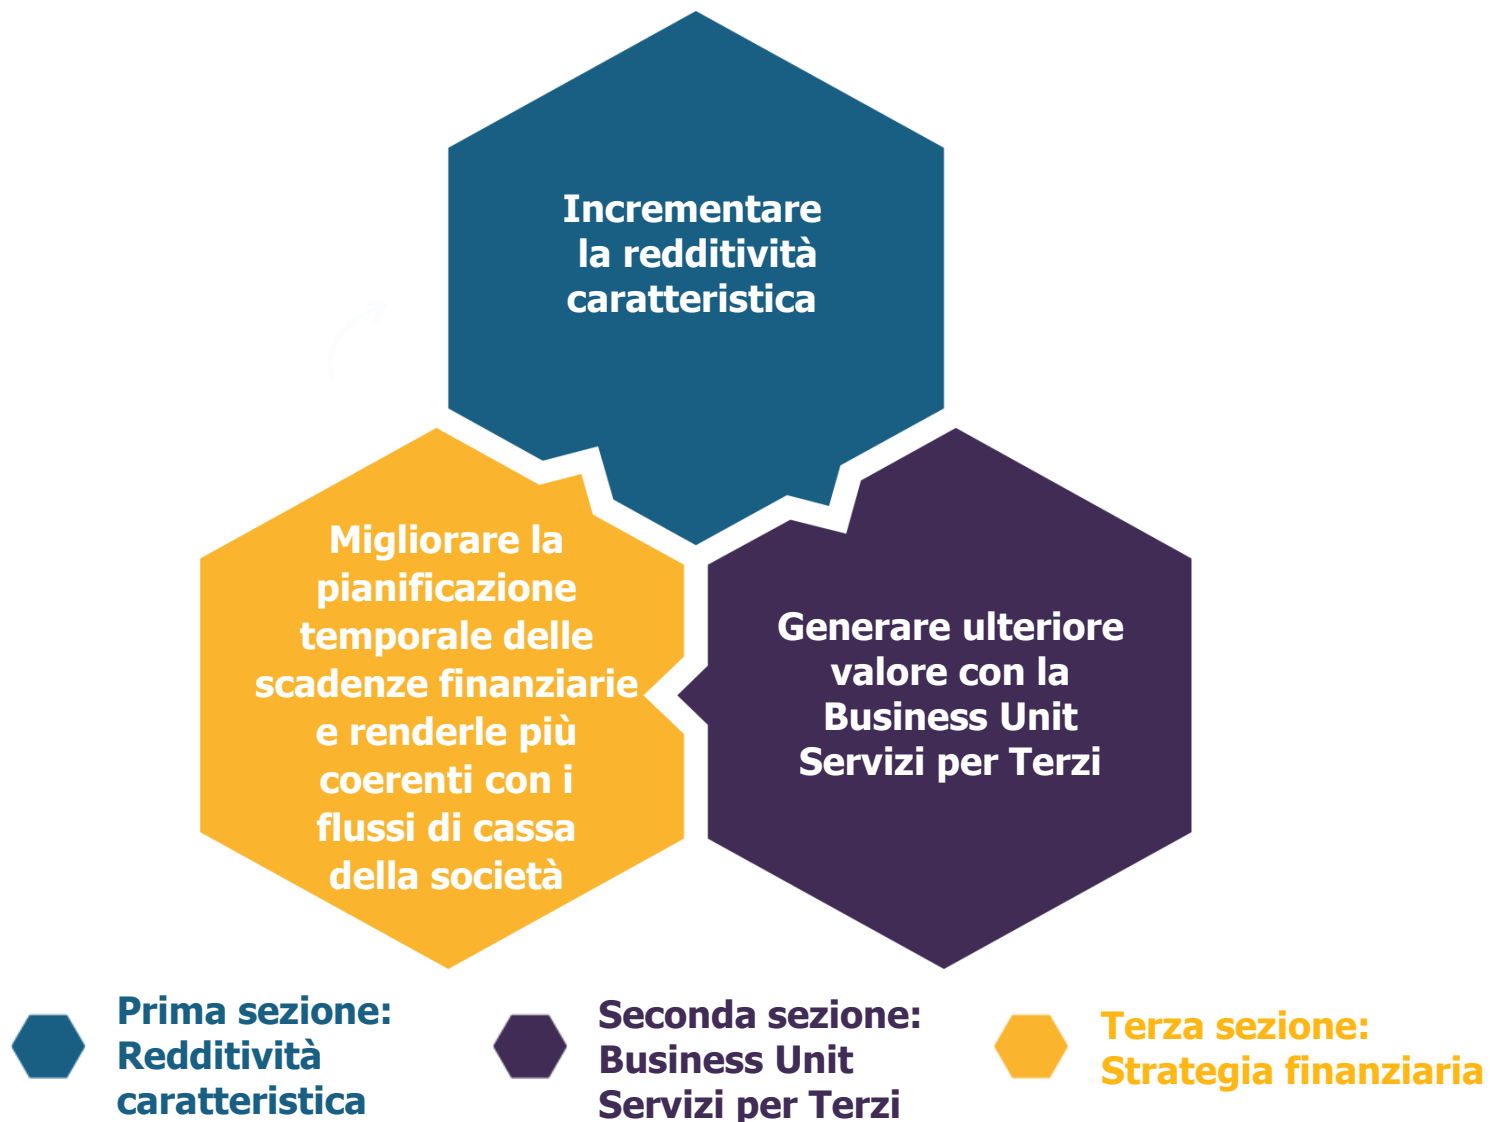 Incrementare
la redditività
caratteristica
Migliorare la
pianificazione
temporale delle
scadenze finanziarie
e renderle più
coerenti con i
flussi di cassa
della società
Generare ulteriore
valore con la
Business Unit
Servizi per Terzi
Prima sezione:
Redditività
caratteristica
Seconda sezione:
Business Unit
Servizi per Terzi
Terza sezione:
Strategia finanziaria